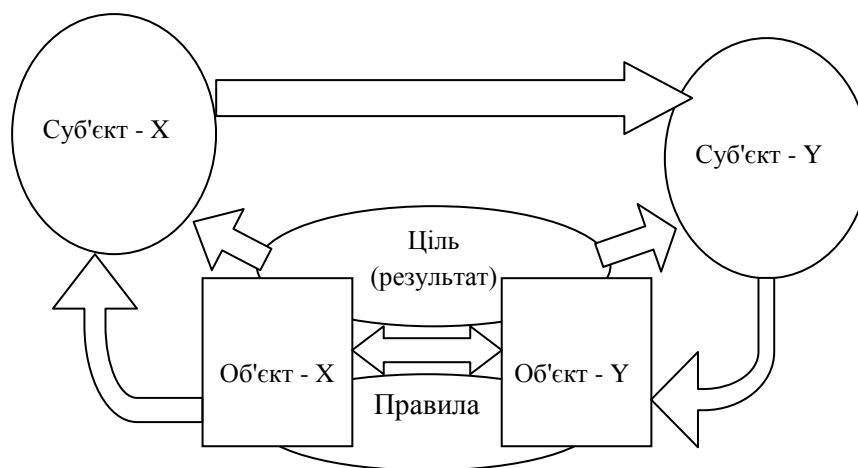 Суб'єкт - X
Суб'єкт - Y
Ціль
(результат)
Об'єкт - X
Об'єкт - Y
Правила